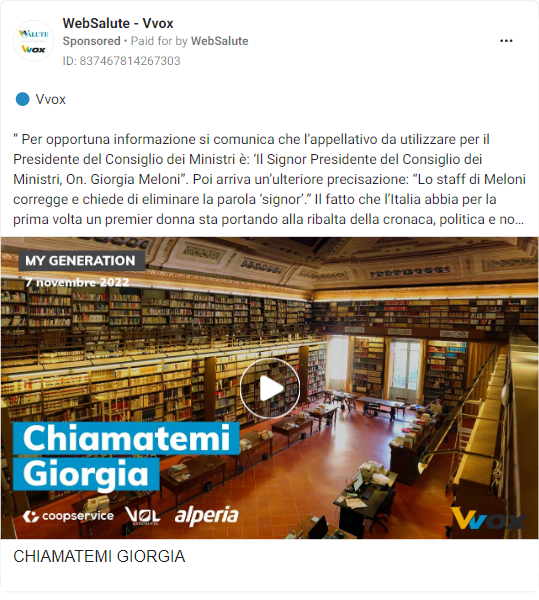 WebSalute - Vvox
Sponsored • Paid for by WebSalute
ID: 837467814267303
Vvox
” Per opportuna informazione si comunica che l’appellativo da utilizzare per il
Presidente del Consiglio dei Ministri è: ‘Il Signor Presidente del Consiglio dei
Ministri, On. Giorgia Meloni”. Poi arriva un’ulteriore precisazione: “Lo staff di Meloni
corregge e chiede di eliminare la parola ‘signor’.” Il fatto che l’Italia abbia per la
prima volta un premier donna sta portando alla ribalta della cronaca, politica e no...
MY GENERATION
7 novembre 2022
Chiamatemi
Giorgia
coopservice VOL alperia
Vvox
CHIAMATEMI GIORGIA